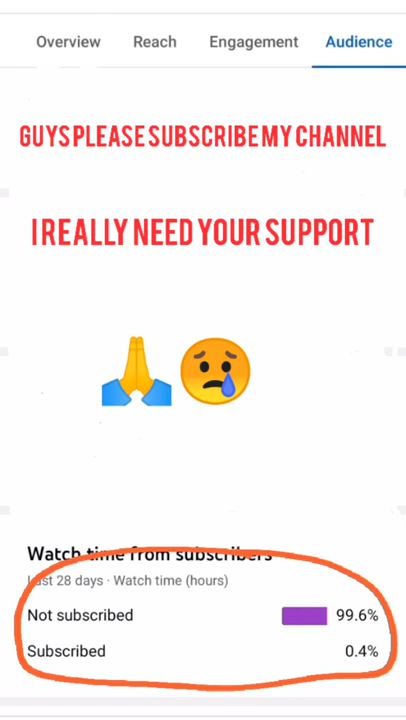 Overview Reach Engagement Audience
GUYS PLEASE SUBSCRIBE MY CHANNEL
I REALLY NEED YOUR SUPPORT
Watch time from subscribers
Last 28 days · Watch time (hours)
Not subscribed 99.6%
Subscribed 0.4%